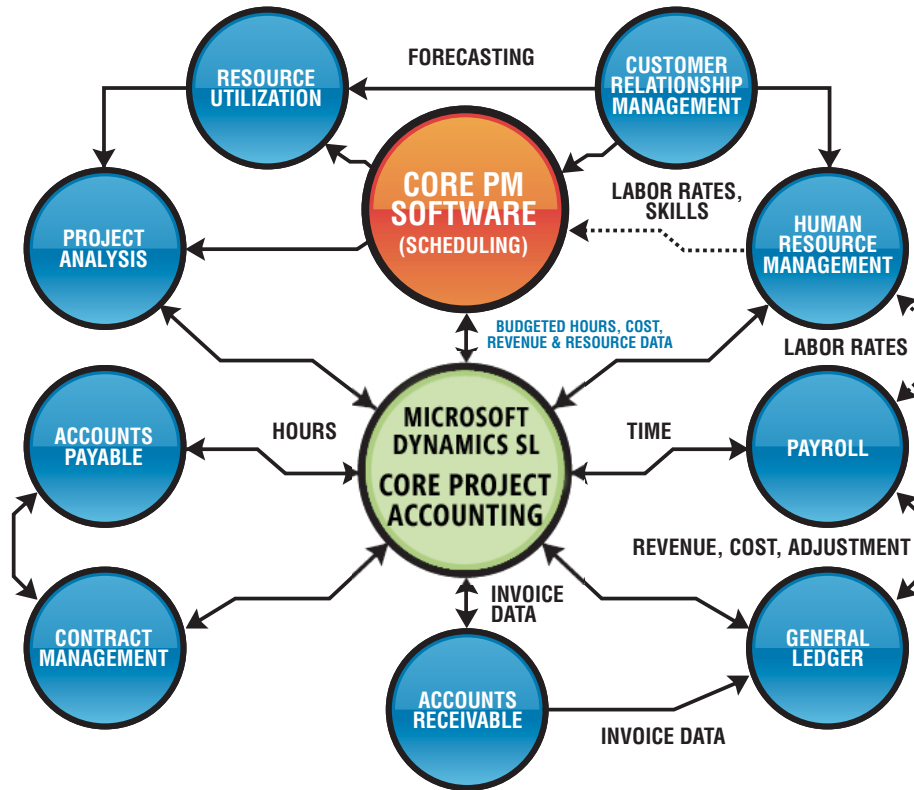 FORECASTING
RESOURCE
UTILIZATION
CUSTOMER
RELATIONSHIP
MANAGEMENT
CORE PM
SOFTWARE
(SCHEDULING)
LABOR RATES,
SKILLS
PROJECT
ANALYSIS
HUMAN
RESOURCE
MANAGEMENT
BUDGETED HOURS, COST,
REVENUE & RESOURCE DATA
LABOR RATES
ACCOUNTS
PAYABLE
HOURS
MICROSOFT
DYNAMICS SL
CORE PROJECT
ACCOUNTING
TIME
PAYROLL
REVENUE, COST, ADJUSTMENT
CONTRACT
MANAGEMENT
INVOICE
DATA
GENERAL
LEDGER
ACCOUNTS
RECEIVABLE
INVOICE DATA